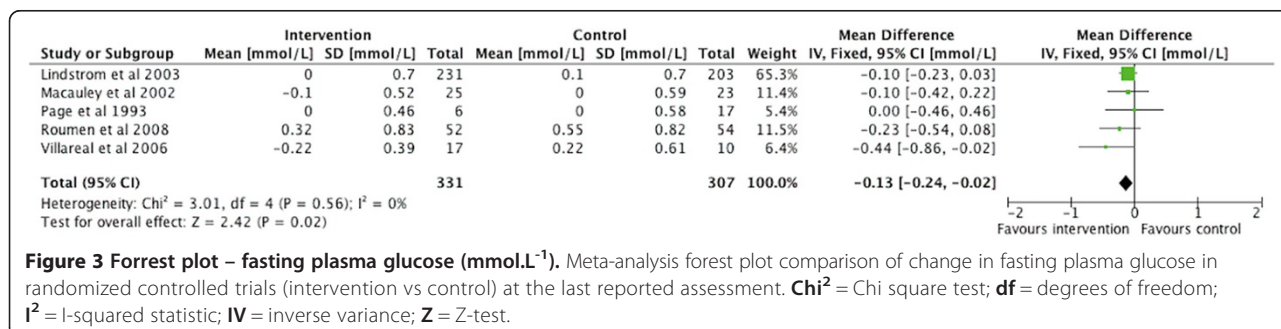 Intervention Control Mean Difference Mean Difference
Study or Subgroup Mean [mmol/L] SD [mmol/L] Total Mean [mmol/L] SD [mmol/L] Total Weight IV, Fixed, 95% CI [mmol/L] IV, Fixed, 95% CI [mmol/L]
Lindstrom et al 2003 0 0.7 231 0.1 0.7 203 65.3% -0.10 [-0.23, 0.03]
Macauley et al 2002 -0.1 0.52 25 0 0.59 23 11.4% -0.10 [-0.42, 0.22]
Page et al 1993 0 0.46 6 0 0.58 17 5.4% 0.00 [-0.46, 0.46]
Roumen et al 2008 0.32 0.83 52 0.55 0.82 54 11.5% -0.23 [-0.54, 0.08]
Villareal et al 2006 -0.22 0.39 17 0.22 0.61 10 6.4% -0.44 [-0.86, -0.02]
Total (95% CI) 331 307 100.0% -0.13 [-0.24, -0.02]
Heterogeneity: Chi² = 3.01, df = 4 (P = 0.56); I² = 0%
Test for overall effect: Z = 2.42 (P = 0.02)
-2 -1 0 1 2
Favours intervention Favours control
Figure 3 Forrest plot – fasting plasma glucose (mmol.L⁻¹). Meta-analysis forest plot comparison of change in fasting plasma glucose in
randomized controlled trials (intervention vs control) at the last reported assessment. Chi² = Chi square test; df = degrees of freedom;
I² = I-squared statistic; IV = inverse variance; Z = Z-test.